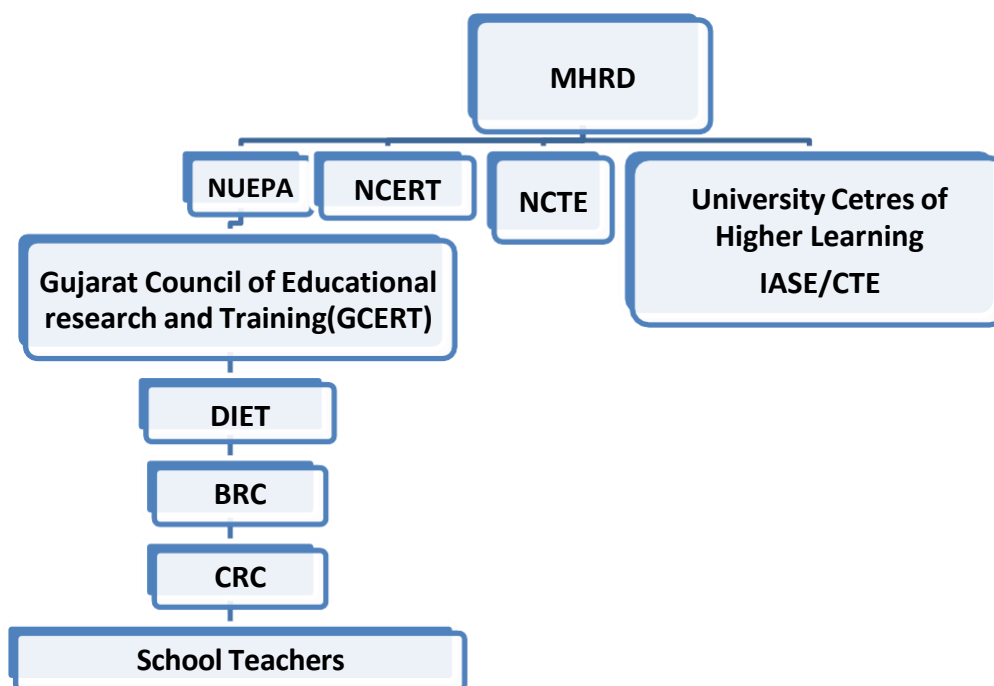 MHRD
NUEPA
NCERT
NCTE
University Cetres of
Higher Learning
IASE/CTE
Gujarat Council of Educational
research and Training(GCERT)
DIET
BRC
CRC
School Teachers